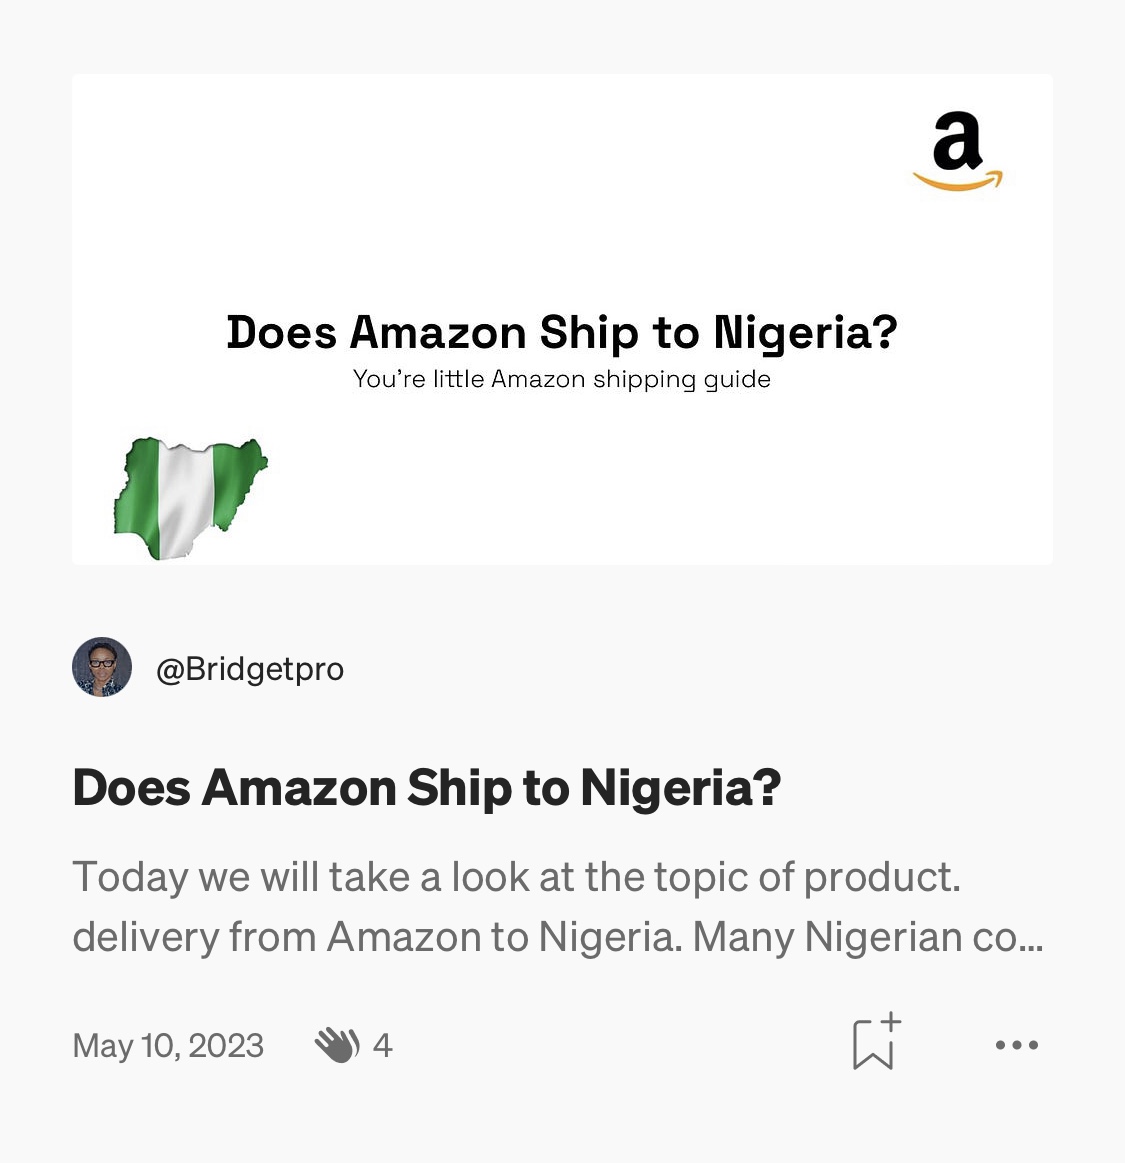 a
Does Amazon Ship to Nigeria?
You're little Amazon shipping guide
@Bridgetpro
Does Amazon Ship to Nigeria?
Today we will take a look at the topic of product.
delivery from Amazon to Nigeria. Many Nigerian co...
May 10, 2023 4